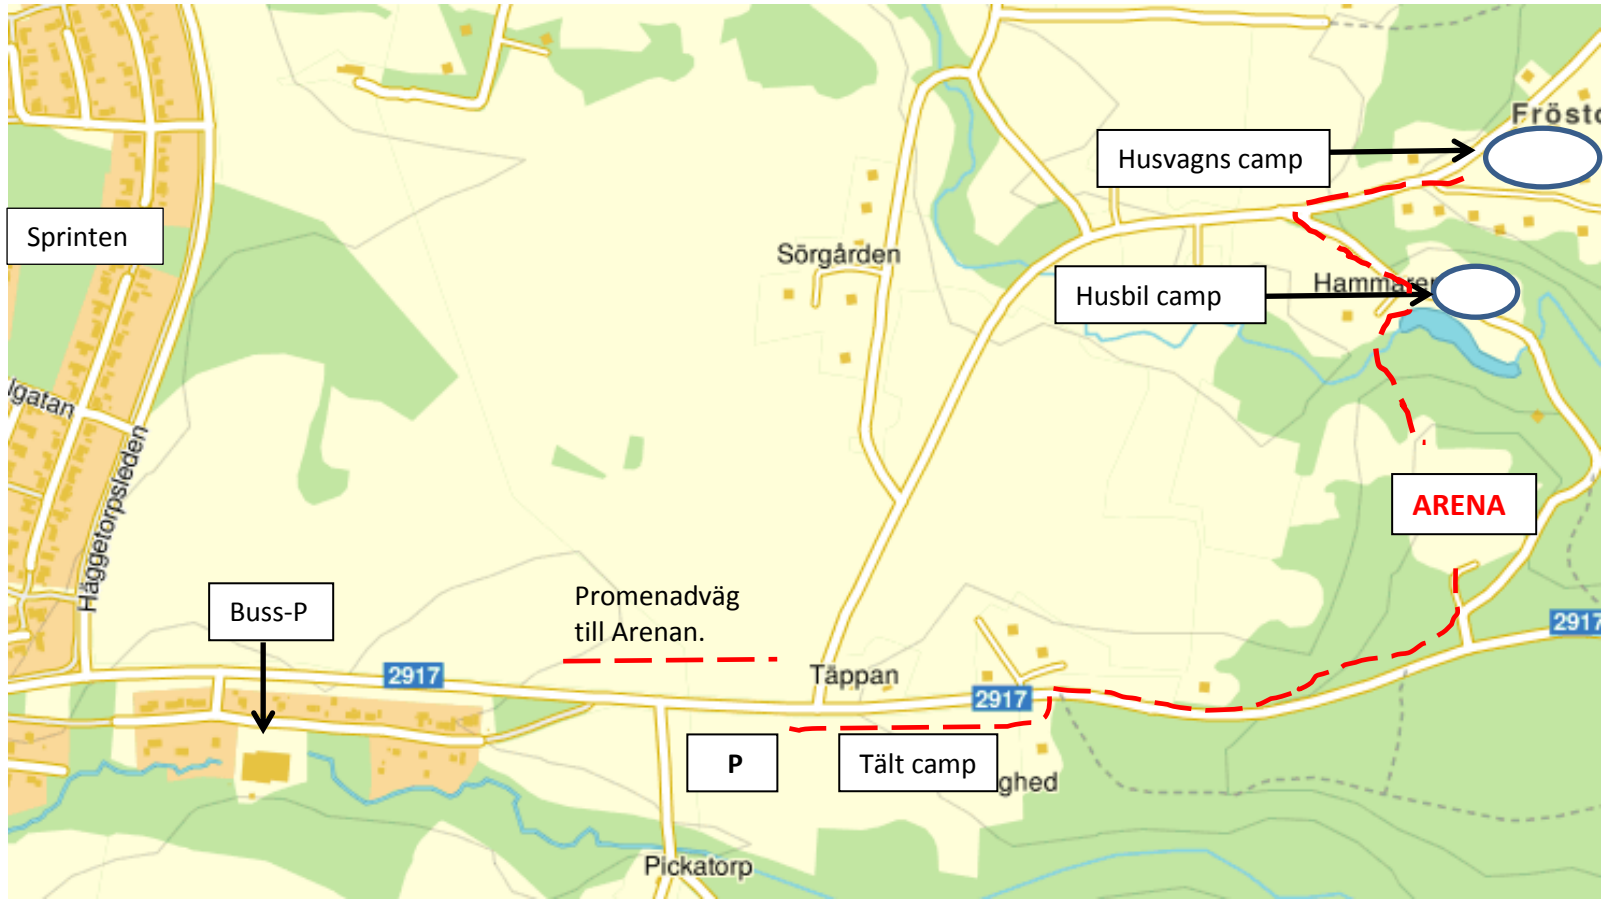 Frösto
Husvagns camp
Sprinten
Sörgården
Hammaren
Husbil camp
lgatan
Häggetorpsleden
ARENA
Promenadväg
till Arenan.
Buss-P
2917
2917
Täppan
2917
P
Tält camp
ghed
Pickatorp